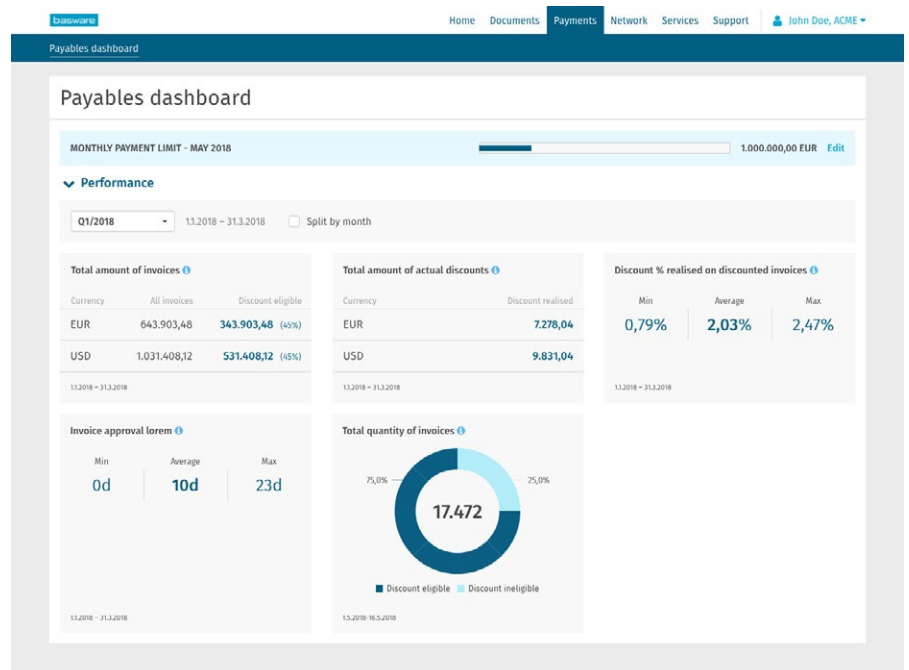 basware
Home Documents Payments Network Services Support John Doe, ACME
Payables dashboard
Payables dashboard
MONTHLY PAYMENT LIMIT - MAY 2018 1.000.000,00 EUR Edit
Performance
Q1/2018 1.1.2018 – 31.3.2018 Split by month
Total amount of invoices
Currency All invoices Discount eligible
EUR 643.903,48 343.903,48 (45%)
USD 1.031.408,12 531.408,12 (45%)
1.1.2018 – 31.3.2018
Total amount of actual discounts
Currency Discount realised
EUR 7.278,04
USD 9.831,04
1.1.2018 – 31.3.2018
Discount % realised on discounted invoices
Min Average Max
0,79% 2,03% 2,47%
1.1.2018 – 31.3.2018
Invoice approval lorem
Min Average Max
0d 10d 23d
1.1.2018 – 31.3.2018
Total quantity of invoices
75,0% 25,0%
17.472
Discount eligible Discount ineligible
1.5.2018-16.5.2018